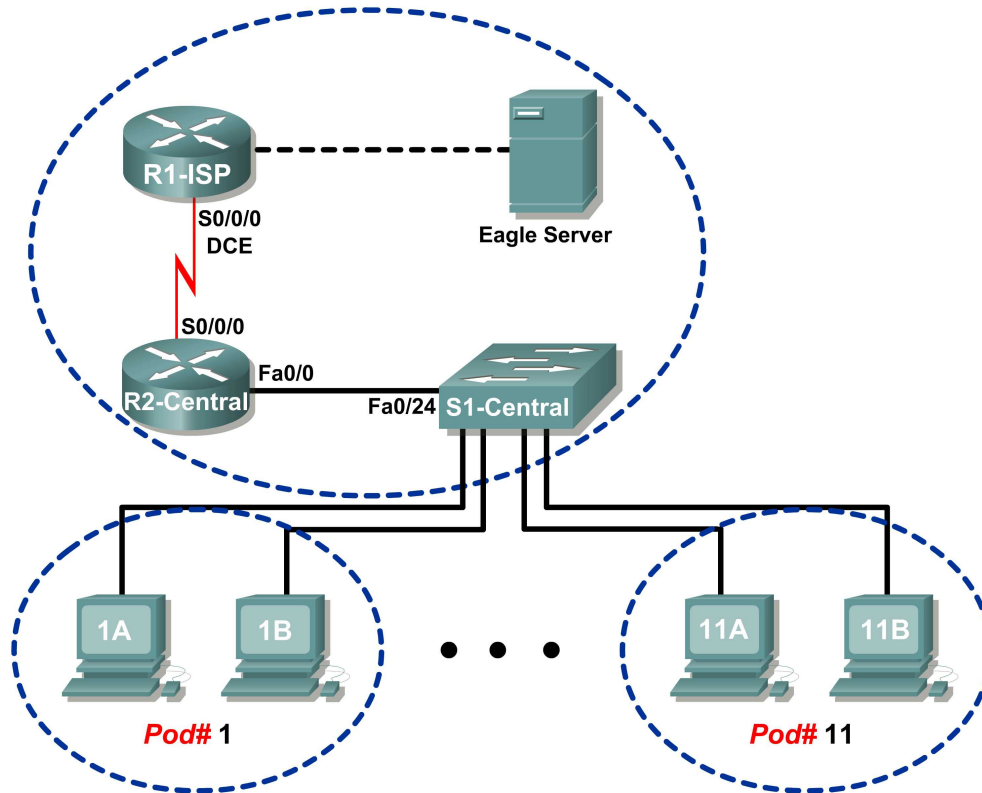 R1-ISP
S0/0/0
DCE
Eagle Server
S0/0/0
R2-Central
Fa0/0
Fa0/24
S1-Central
1A
1B
11A
11B
Pod# 1
Pod# 11